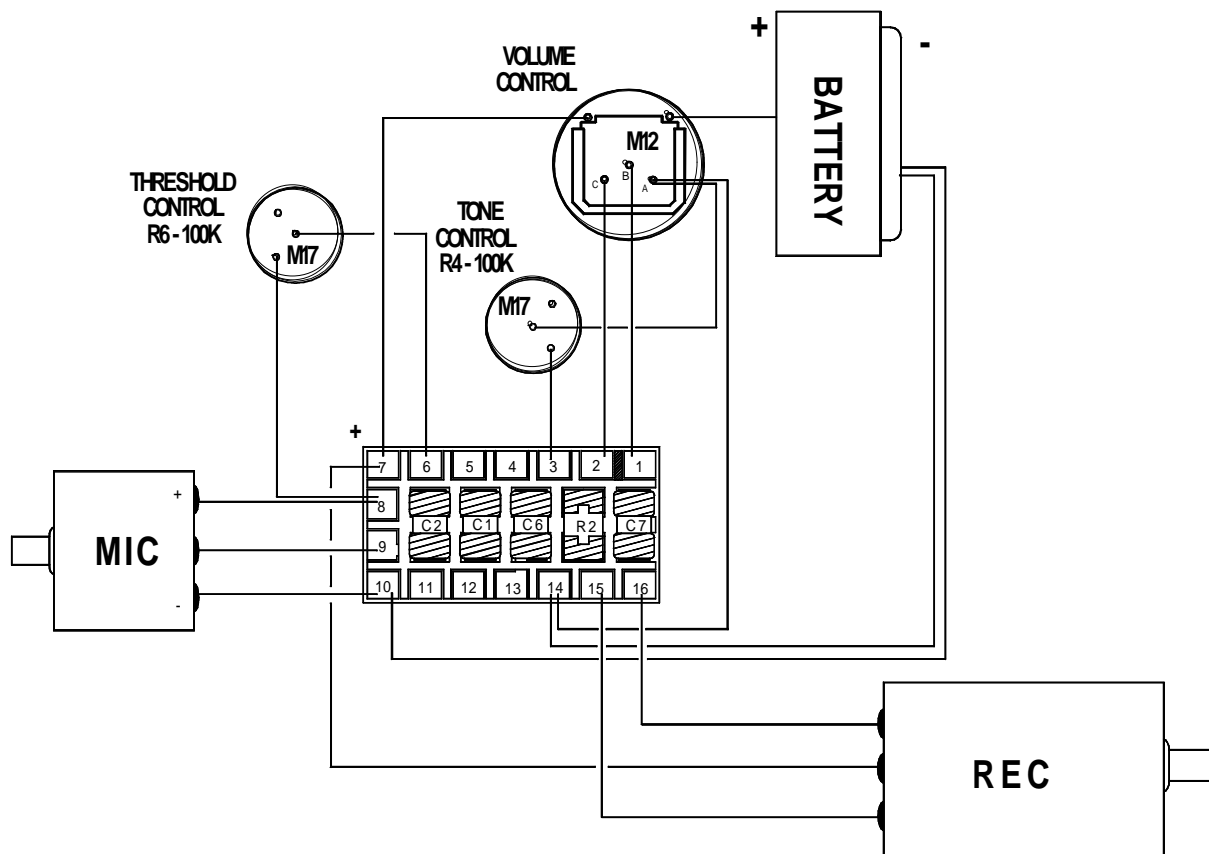 +
-
BATTERY
VOLUME
CONTROL
M12
B
C
A
THRESHOLD
CONTROL
R6 - 100K
M17
TONE
CONTROL
R4 - 100K
M17
+
7 6 5 4 3 2 1
8
C2 C1 C6 R2 C7
9
10 11 12 13 14 15 16
+
MIC
-
REC